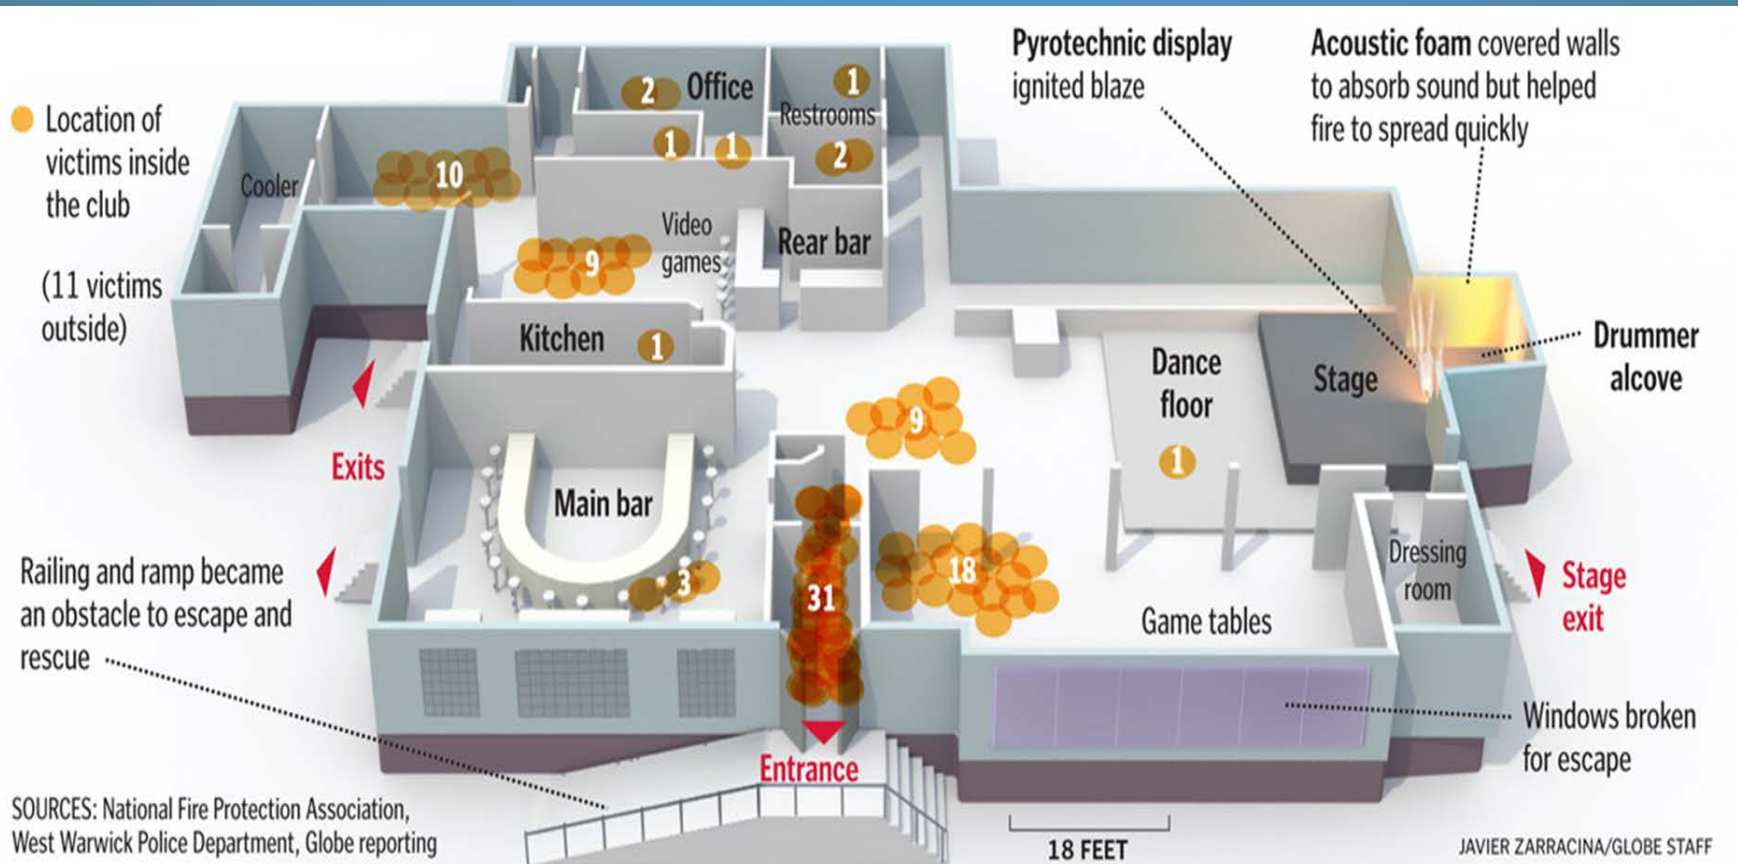 Pyrotechnic display
ignited blaze
Acoustic foam covered walls
to absorb sound but helped
fire to spread quickly
Location of
victims inside
the club
(11 victims
outside)
2
Office
1
Restrooms
1
1
2
10
Cooler
Video
games
Rear bar
9
Kitchen
1
Drummer
alcove
Dance
floor
Stage
9
1
Exits
Main bar
Railing and ramp became
an obstacle to escape and
rescue
3
31
18
Dressing
room
Stage
exit
Game tables
Windows broken
for escape
Entrance
SOURCES: National Fire Protection Association,
West Warwick Police Department, Globe reporting
18 FEET
JAVIER ZARRACINA/GLOBE STAFF